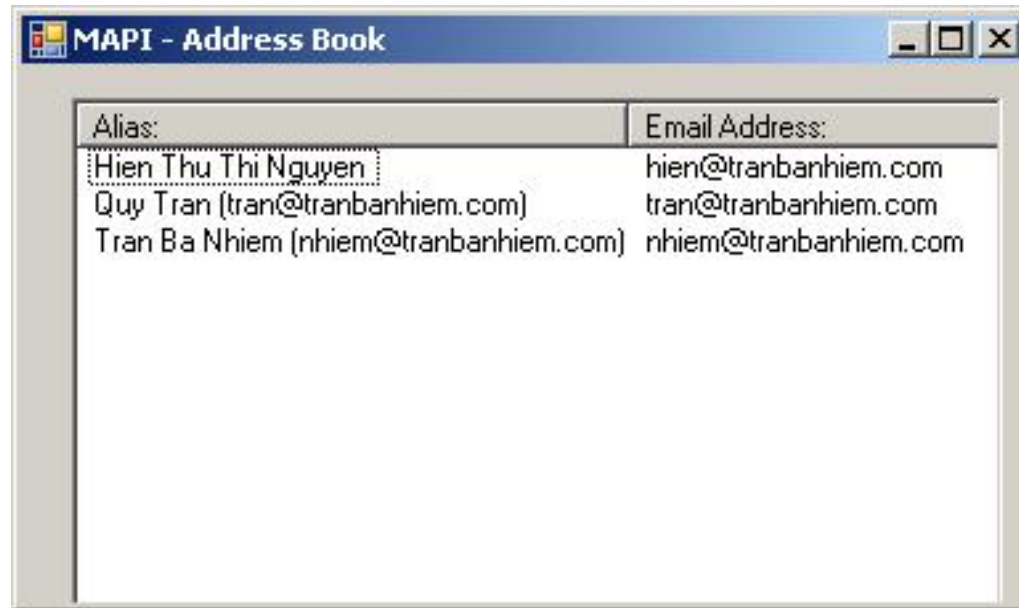 MAPI - Address Book
Alias: Email Address:
Hien Thu Thi Nguyen hien@tranbanhiem.com
Quy Tran (tran@tranbanhiem.com) tran@tranbanhiem.com
Tran Ba Nhiem (nhiem@tranbanhiem.com) nhiem@tranbanhiem.com